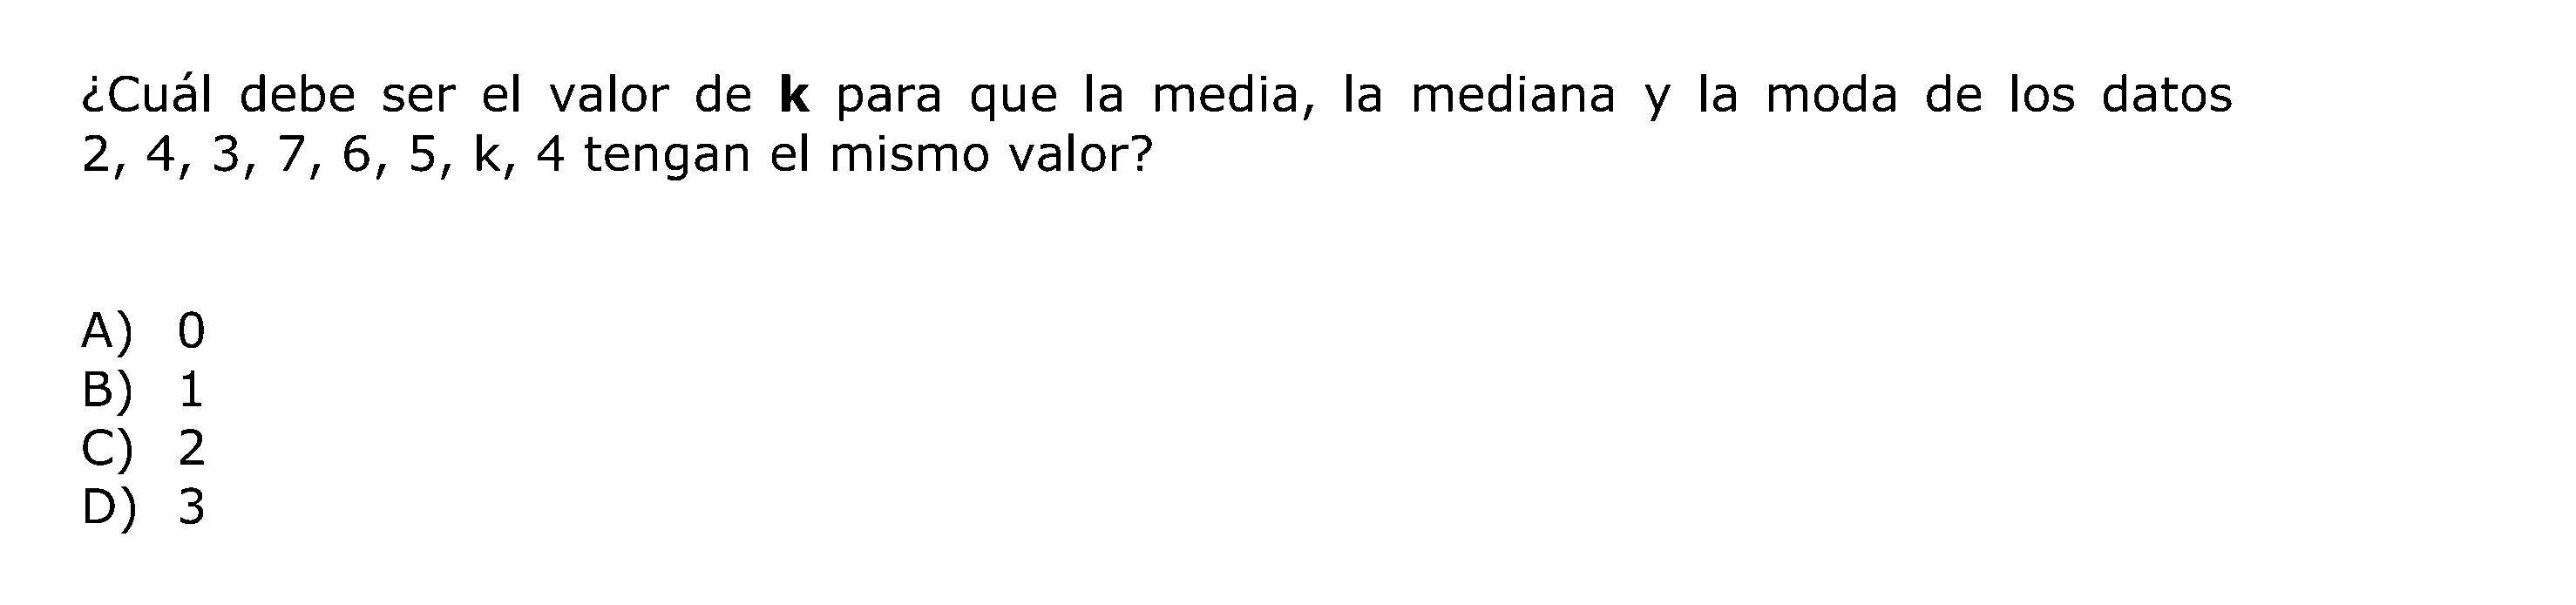 ¿Cuál debe ser el valor de k para que la media, la mediana y la moda de los datos
2, 4, 3, 7, 6, 5, k, 4 tengan el mismo valor?
A) 0
B) 1
C) 2
D) 3